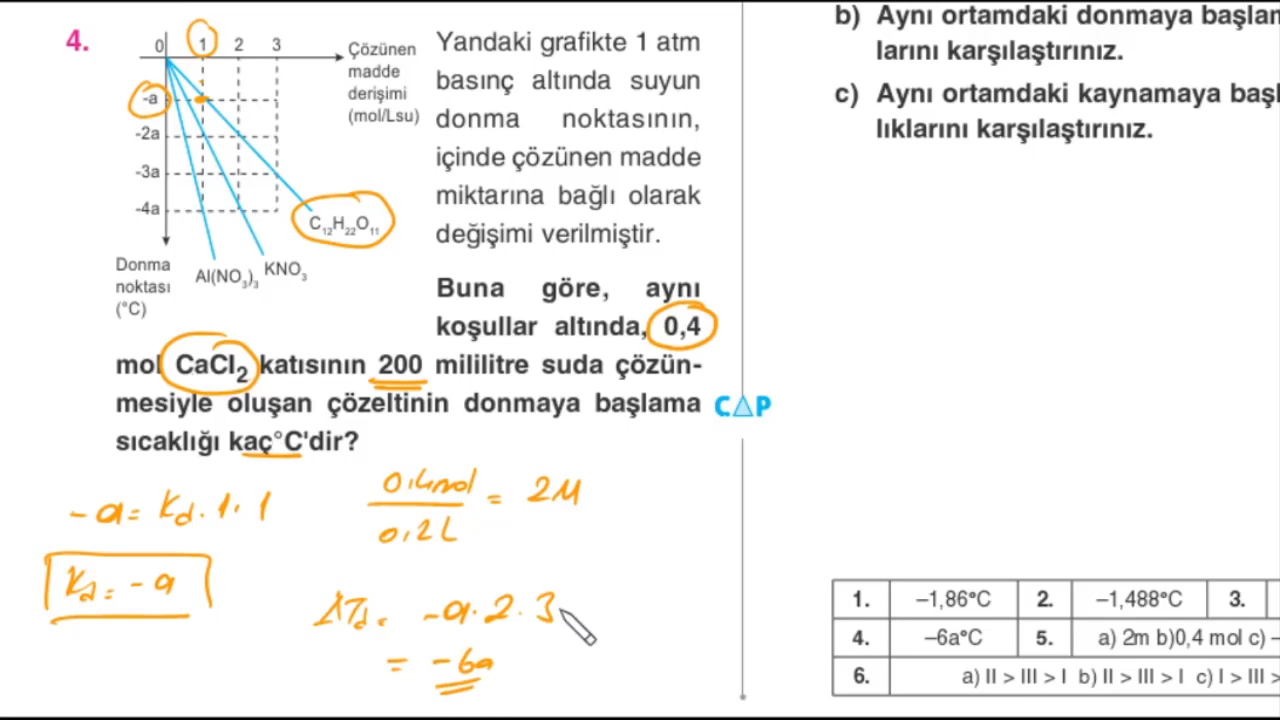 4.
0 1 2 3
Çözünen
madde
derişimi
(mol/Lsu)
-a
-2a
-3a
-4a
C12H22O11
KNO3
Al(NO3)3
Donma
noktası
(°C)
Yandaki grafikte 1 atm
basınç altında suyun
donma noktasının,
içinde çözünen madde
miktarına bağlı olarak
değişimi verilmiştir.
Buna göre, aynı
koşullar altında, 0,4
mol CaCl2 katısının 200 mililitre suda çözün-
mesiyle oluşan çözeltinin donmaya başlama
sıcaklığı kaç°C'dir?
CAP
-a = Kd . 1 . 1
Kd = - a
0,4mol
0,2L
= 2M
ΔTd = -a . 2 . 3
= -6a
b) Aynı ortamdaki donmaya başlan
larını karşılaştırınız.
c) Aynı ortamdaki kaynamaya başl
lıklarını karşılaştırınız.
1. –1,86°C 2. –1,488°C 3.
4. –6a°C 5. a) 2m b)0,4 mol c) –
6. a) II > III > I b) II > III > I c) I > III >